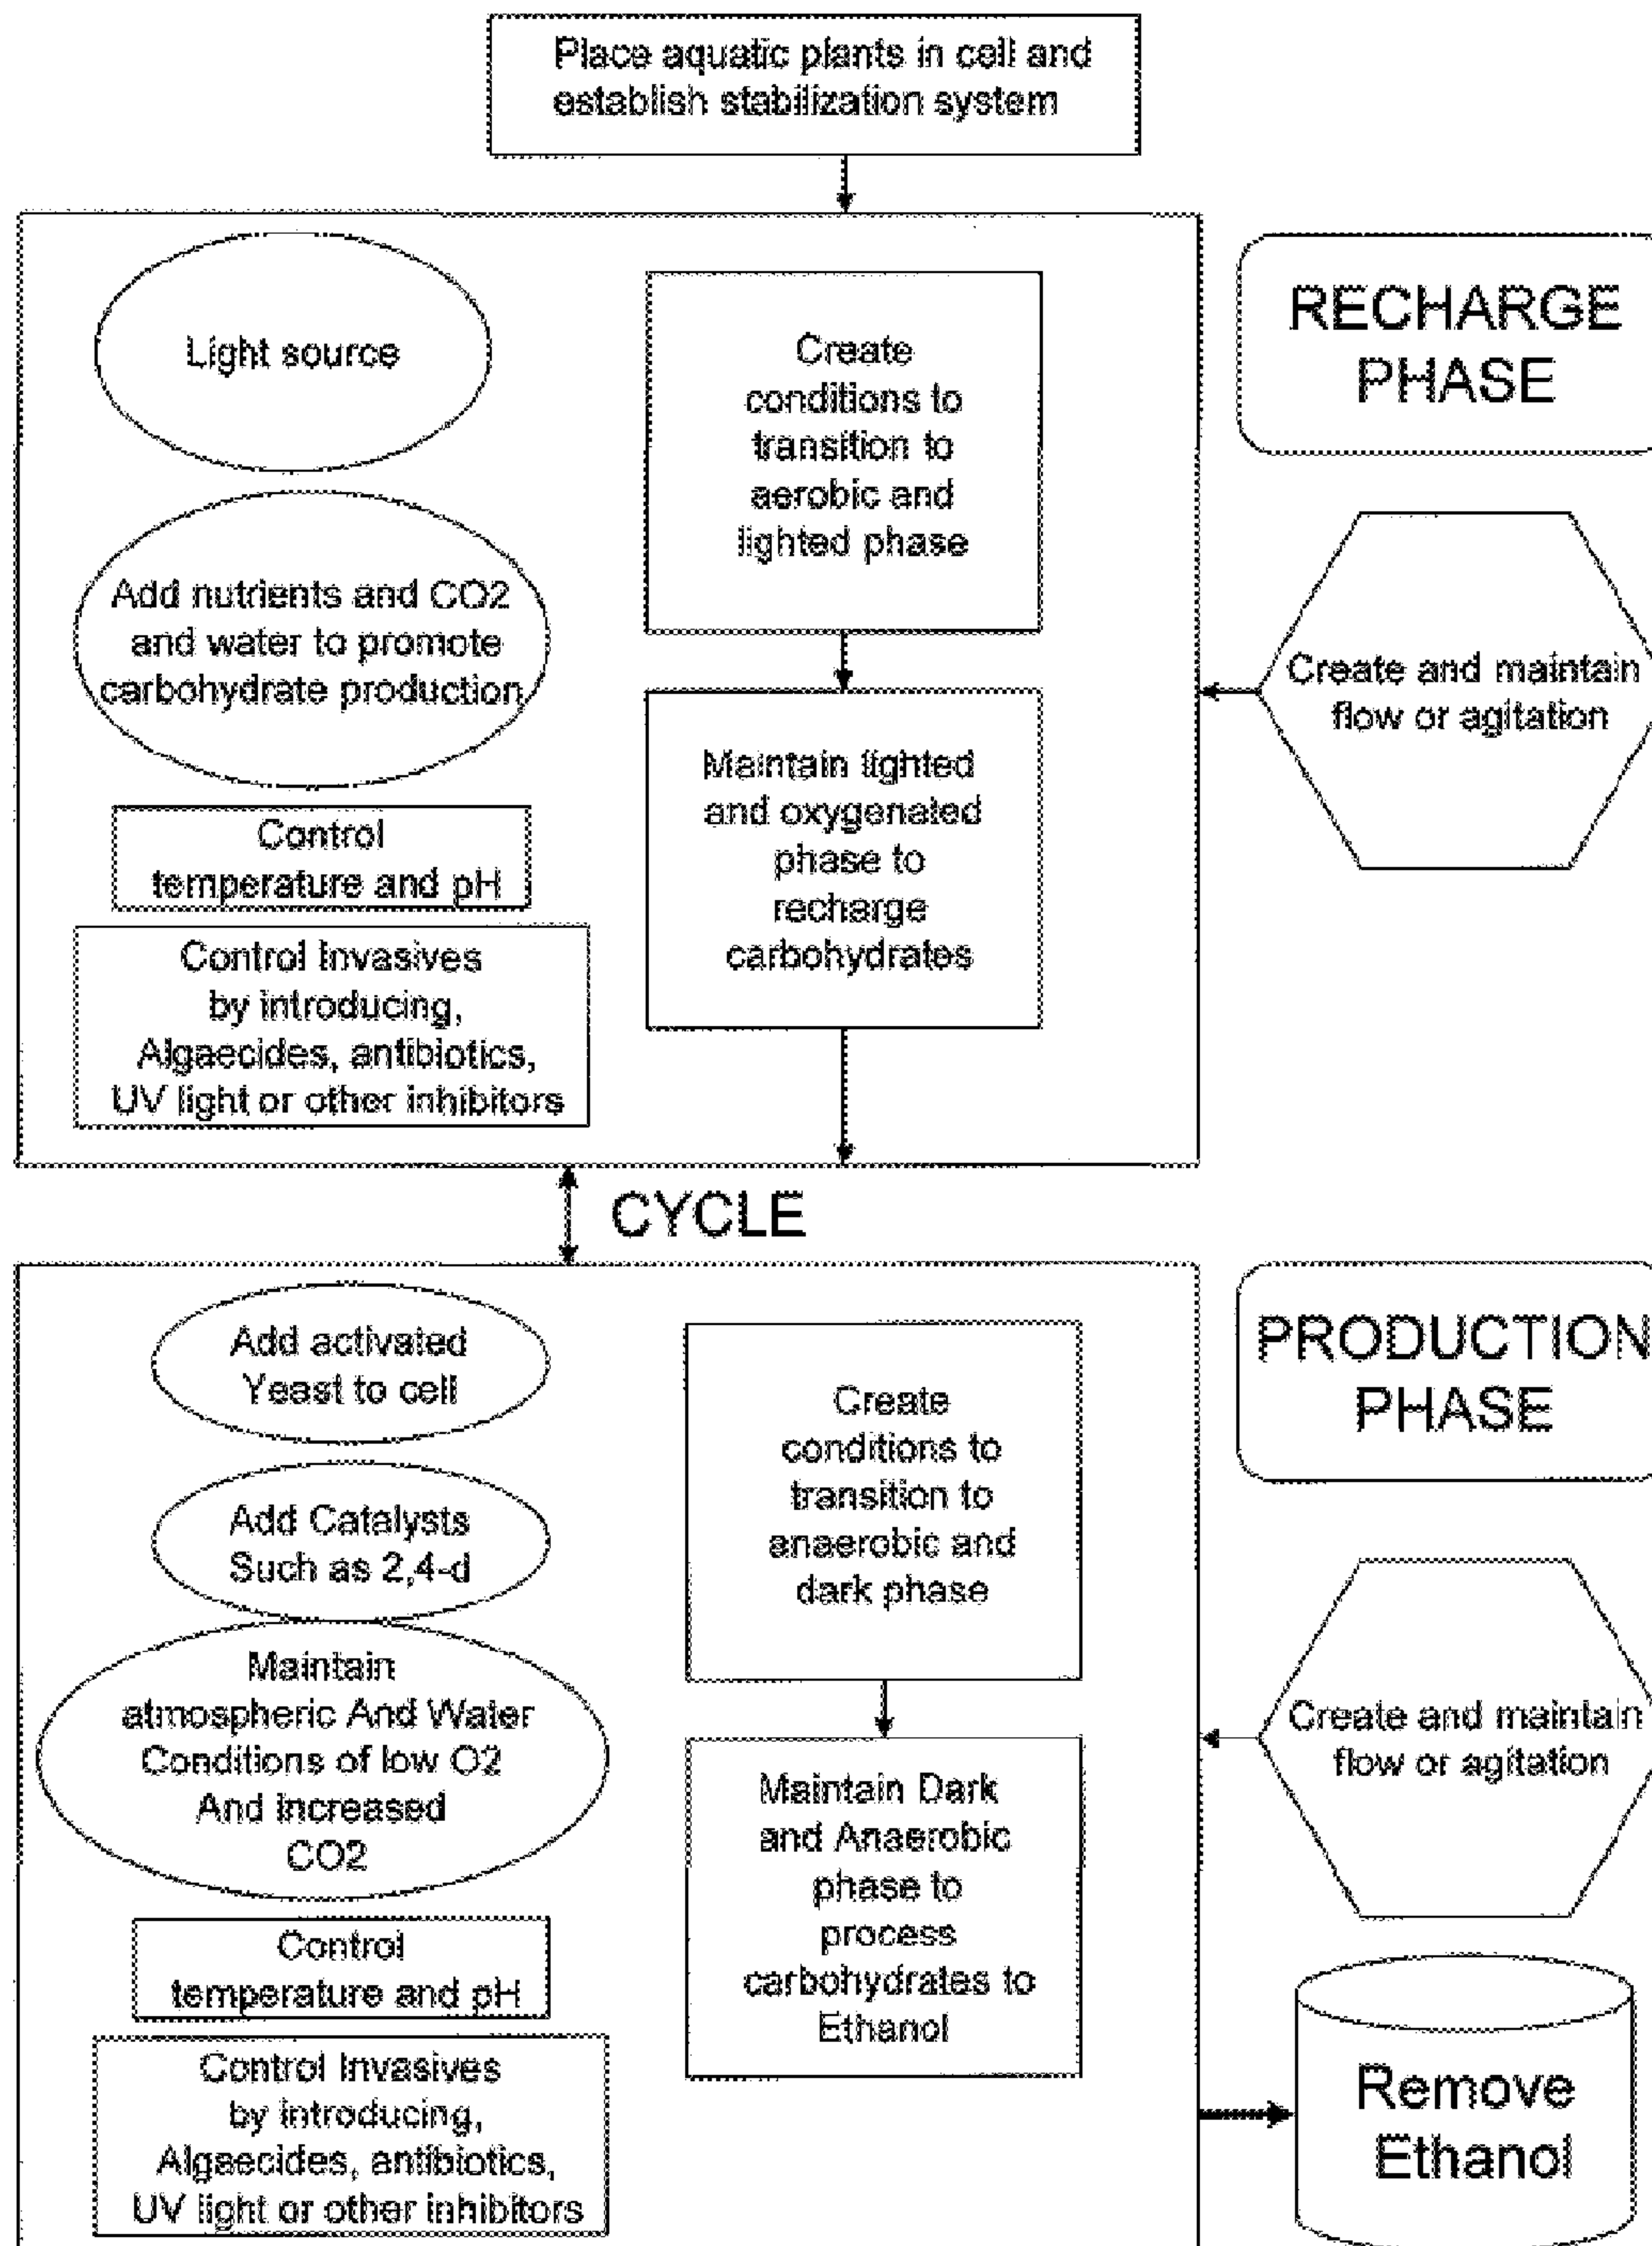 Place aquatic plants in cell and
establish stabilization system
Light source
Add nutrients and CO2
and water to promote
carbohydrate production
Control
temperature and pH
Control Invasives
by introducing,
Algaecides, antibiotics,
UV light or other inhibitors
Create
conditions to
transition to
aerobic and
lighted phase
Maintain lighted
and oxygenated
phase to
recharge
carbohydrates
RECHARGE
PHASE
Create and maintain
flow or agitation
CYCLE
Add activated
Yeast to cell
Add Catalysts
Such as 2,4-d
Maintain
atmospheric And Water
Conditions of low O2
And Increased
CO2
Control
temperature and pH
Control Invasives
by introducing,
Algaecides, antibiotics,
UV light or other inhibitors
Create
conditions to
transition to
anaerobic and
dark phase
Maintain Dark
and Anaerobic
phase to
process
carbohydrates to
Ethanol
PRODUCTION
PHASE
Create and maintain
flow or agitation
Remove
Ethanol